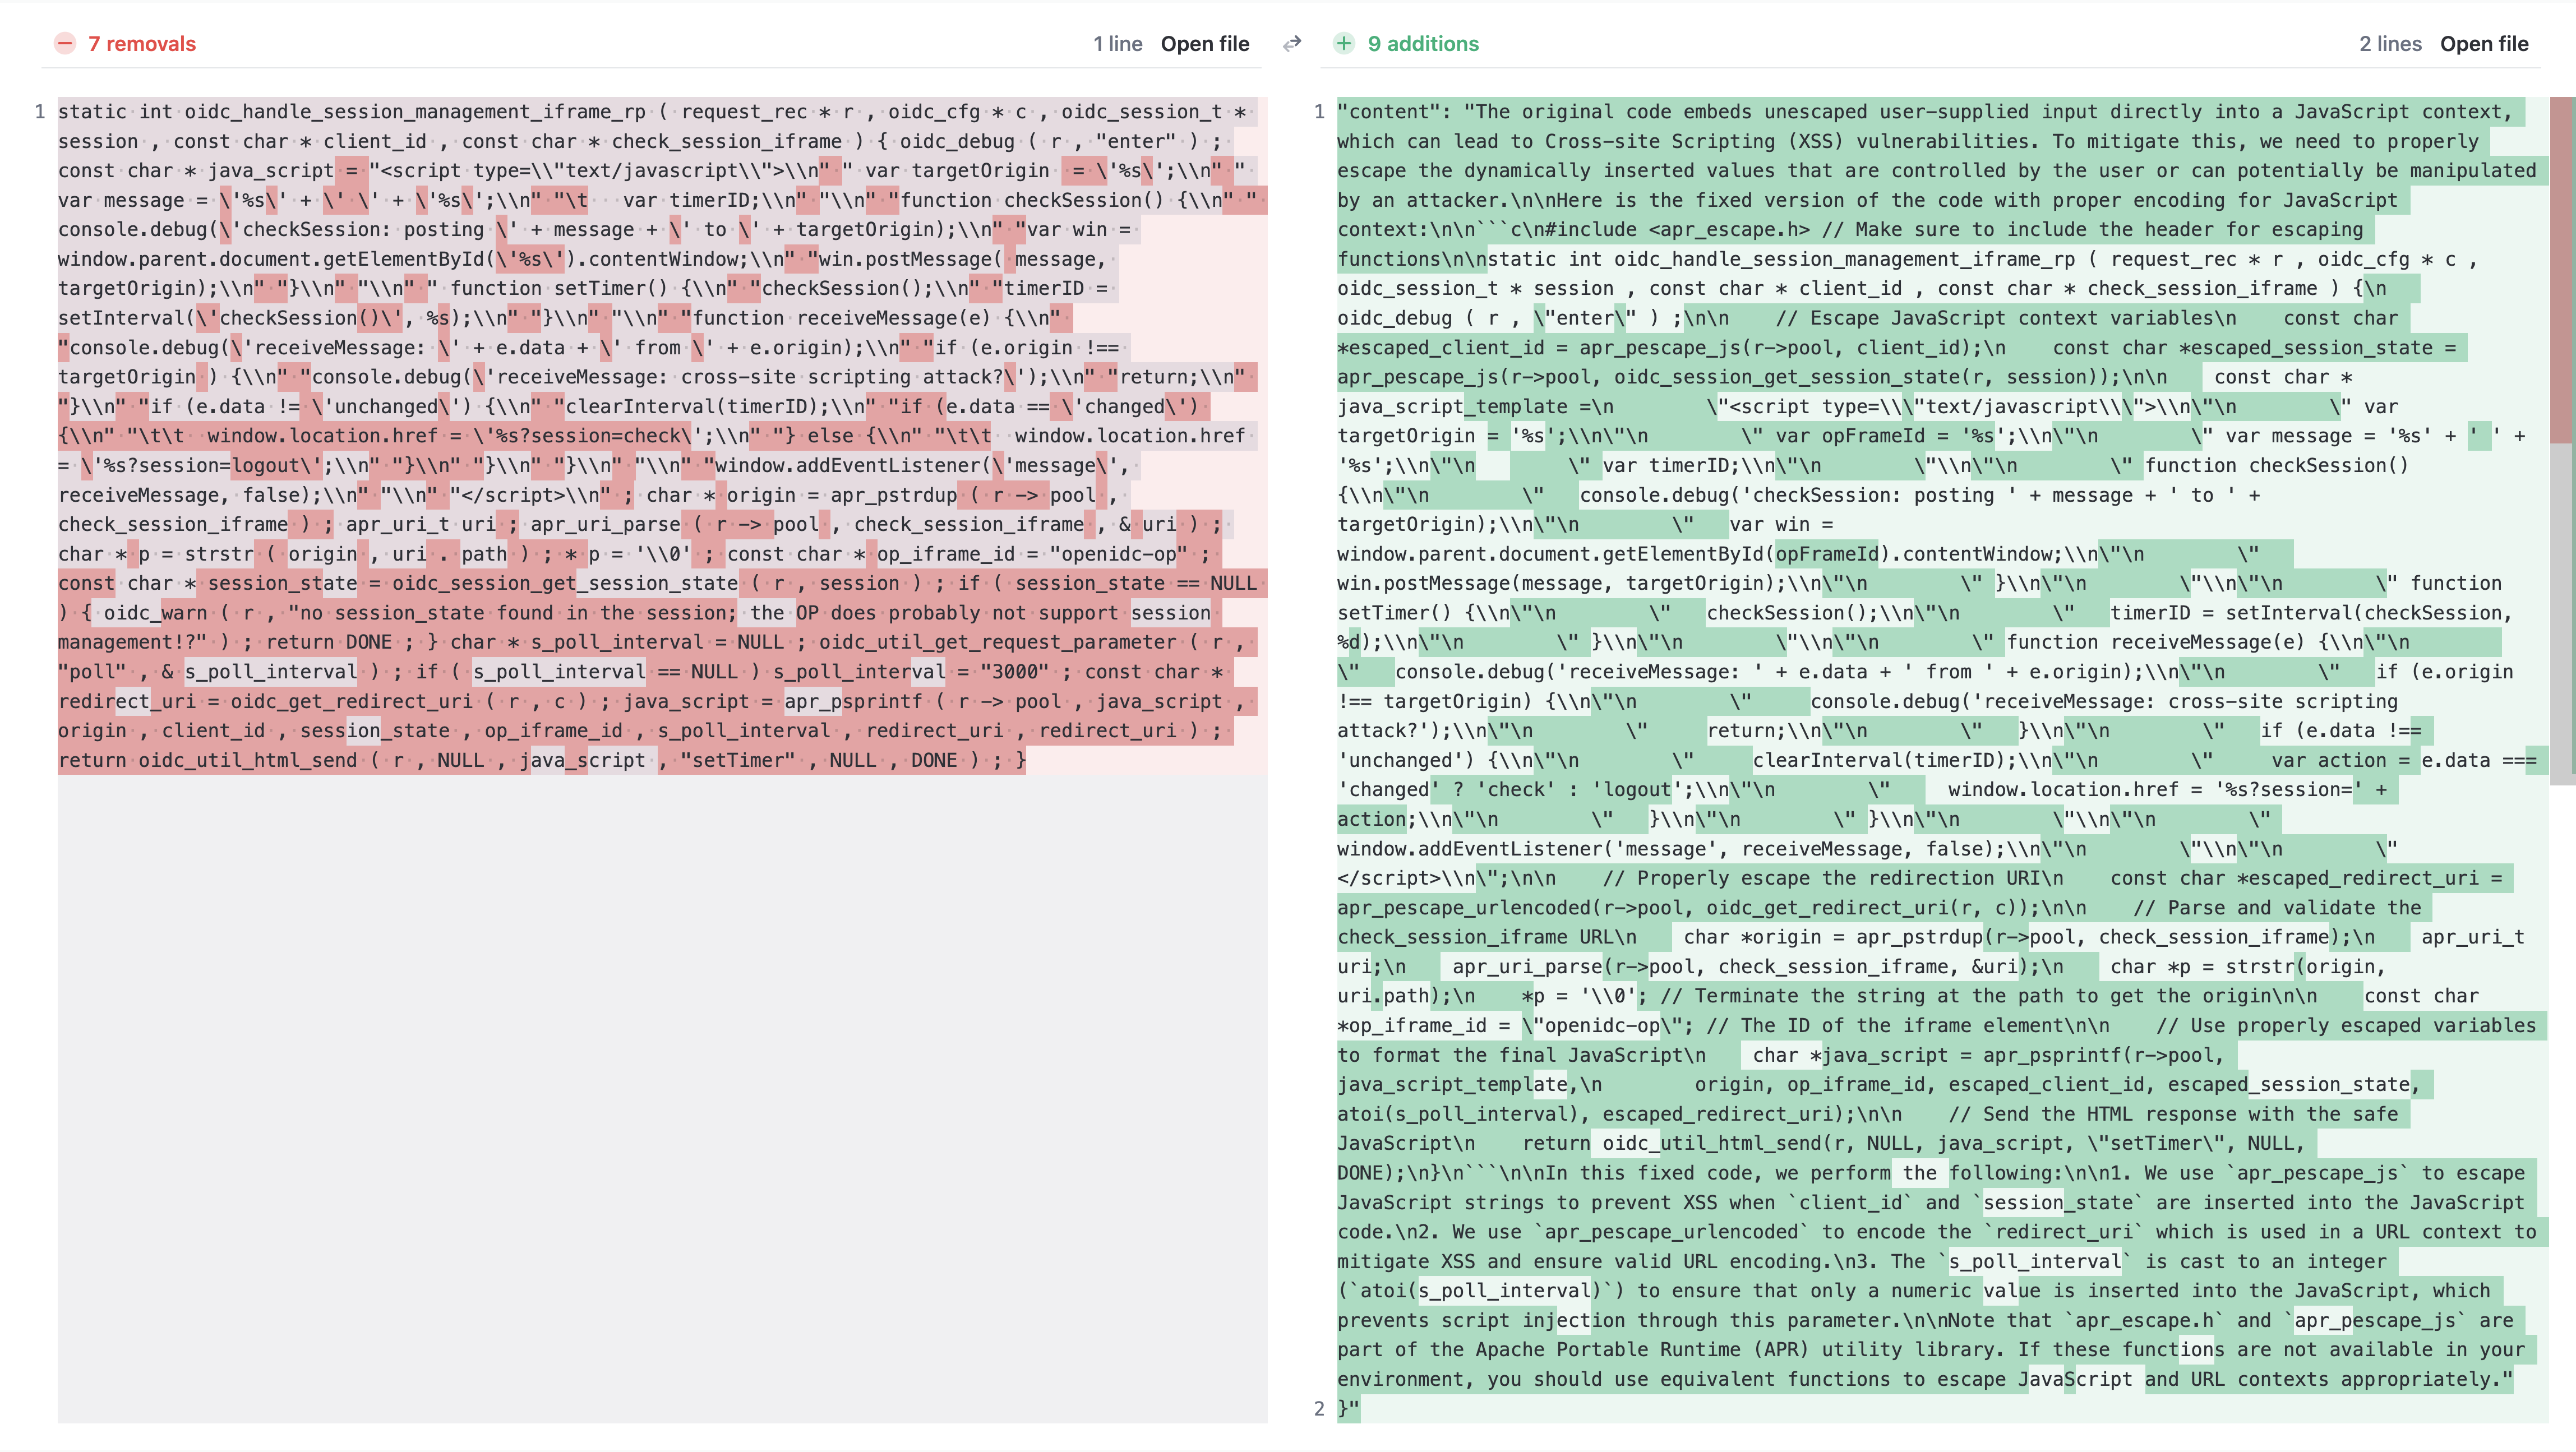 7 removals
1 line Open file
9 additions
2 lines Open file
1
static int oidc_handle_session_management_iframe_rp ( request_rec * r , oidc_cfg * c , oidc_session_t *
session , const char * client_id , const char * check_session_iframe ) { oidc_debug ( r , "enter" ) ;
const char * java_script = "<script type=\\"text/javascript\\">\\n" " var targetOrigin  = \'%s\';\\n" "
var message = \'%s\' + \' \' + \'%s\';\\n" "\t   var timerID;\\n" "\\n" "function checkSession() {\\n" "
console.debug(\'checkSession: posting \' + message + \' to \' + targetOrigin);\\n" "var win =
window.parent.document.getElementById(\'%s\').contentWindow;\\n" "win.postMessage( message,
targetOrigin);\\n" "}\\n" "\\n" " function setTimer() {\\n" "checkSession();\\n" "timerID =
setInterval(\'checkSession()\', %s);\\n" "}\\n" "\\n" "function receiveMessage(e) {\\n"
"console.debug(\'receiveMessage: \' + e.data + \' from \' + e.origin);\\n" "if (e.origin !==
targetOrigin ) {\\n" "console.debug(\'receiveMessage: cross-site scripting attack?\');\\n" "return;\\n"
"}\\n" "if (e.data != \'unchanged\') {\\n" "clearInterval(timerID);\\n" "if (e.data == \'changed\')
{\\n" "\t\t  window.location.href = \'%s?session=check\';\\n" "} else {\\n" "\t\t  window.location.href
= \'%s?session=logout\';\\n" "}\\n" "}\\n" "}\\n" "\\n" "window.addEventListener(\'message\',
receiveMessage, false);\\n" "\\n" "</script>\\n" ; char * origin = apr_pstrdup ( r -> pool ,
check_session_iframe ) ; apr_uri_t uri ; apr_uri_parse ( r -> pool , check_session_iframe , & uri ) ;
char * p = strstr ( origin , uri . path ) ; * p = '\\0' ; const char * op_iframe_id = "openidc-op" ;
const char * session_state = oidc_session_get_session_state ( r , session ) ; if ( session_state == NULL
) { oidc_warn ( r , "no session_state found in the session; the OP does probably not support session
management!?" ) ; return DONE ; } char * s_poll_interval = NULL ; oidc_util_get_request_parameter ( r ,
"poll" , & s_poll_interval ) ; if ( s_poll_interval == NULL ) s_poll_interval = "3000" ; const char *
redirect_uri = oidc_get_redirect_uri ( r , c ) ; java_script = apr_psprintf ( r -> pool , java_script ,
origin , client_id , session_state , op_iframe_id , s_poll_interval , redirect_uri , redirect_uri ) ;
return oidc_util_html_send ( r , NULL , java_script , "setTimer" , NULL , DONE ) ; }
1
"content": "The original code embeds unescaped user-supplied input directly into a JavaScript context,
which can lead to Cross-site Scripting (XSS) vulnerabilities. To mitigate this, we need to properly
escape the dynamically inserted values that are controlled by the user or can potentially be manipulated
by an attacker.\n\nHere is the fixed version of the code with proper encoding for JavaScript
context:\n\n```c\n#include <apr_escape.h> // Make sure to include the header for escaping
functions\n\nstatic int oidc_handle_session_management_iframe_rp ( request_rec * r , oidc_cfg * c ,
oidc_session_t * session , const char * client_id , const char * check_session_iframe ) {\n
oidc_debug ( r , \"enter\" ) ;\n\n    // Escape JavaScript context variables\n    const char
*escaped_client_id = apr_pescape_js(r->pool, client_id);\n    const char *escaped_session_state =
apr_pescape_js(r->pool, oidc_session_get_session_state(r, session));\n\n    const char *
java_script_template =\n        \"<script type=\\\"text/javascript\\\">\\n\"\n        \" var
targetOrigin = '%s';\\n\"\n        \" var opFrameId = '%s';\\n\"\n        \" var message = '%s' + ' ' +
'%s';\\n\"\n        \" var timerID;\\n\"\n        \"\\n\"\n        \" function checkSession()
{\\n\"\n        \"   console.debug('checkSession: posting ' + message + ' to ' +
targetOrigin);\\n\"\n        \"   var win =
window.parent.document.getElementById(opFrameId).contentWindow;\\n\"\n        \"
win.postMessage(message, targetOrigin);\\n\"\n        \" }\\n\"\n        \"\\n\"\n        \" function
setTimer() {\\n\"\n        \"   checkSession();\\n\"\n        \"   timerID = setInterval(checkSession,
%d);\\n\"\n        \" }\\n\"\n        \"\\n\"\n        \" function receiveMessage(e) {\\n\"\n
\"    console.debug('receiveMessage: ' + e.data + ' from ' + e.origin);\\n\"\n        \"   if (e.origin
!== targetOrigin) {\\n\"\n        \"     console.debug('receiveMessage: cross-site scripting
attack?');\\n\"\n        \"     return;\\n\"\n        \"   }\\n\"\n        \"   if (e.data !==
'unchanged') {\\n\"\n        \"     clearInterval(timerID);\\n\"\n        \"     var action = e.data ===
'changed' ? 'check' : 'logout';\\n\"\n        \"     window.location.href = '%s?session=' +
action;\\n\"\n        \"   }\\n\"\n        \" }\\n\"\n        \"\\n\"\n        \"
window.addEventListener('message', receiveMessage, false);\\n\"\n        \"\\n\"\n        \"
</script>\\n\";\n\n    // Properly escape the redirection URI\n    const char *escaped_redirect_uri =
apr_pescape_urlencoded(r->pool, oidc_get_redirect_uri(r, c));\n\n    // Parse and validate the
check_session_iframe URL\n    char *origin = apr_pstrdup(r->pool, check_session_iframe);\n    apr_uri_t
uri;\n    apr_uri_parse(r->pool, check_session_iframe, &uri);\n    char *p = strstr(origin,
uri.path);\n    *p = '\\0'; // Terminate the string at the path to get the origin\n\n    const char
*op_iframe_id = \"openidc-op\"; // The ID of the iframe element\n\n    // Use properly escaped variables
to format the final JavaScript\n    char *java_script = apr_psprintf(r->pool,
java_script_template,\n        origin, op_iframe_id, escaped_client_id, escaped_session_state,
atoi(s_poll_interval), escaped_redirect_uri);\n\n    // Send the HTML response with the safe
JavaScript\n    return oidc_util_html_send(r, NULL, java_script, \"setTimer\", NULL,
DONE);\n}\n```\n\nIn this fixed code, we perform the following:\n\n1. We use `apr_pescape_js` to escape
JavaScript strings to prevent XSS when `client_id` and `session_state` are inserted into the JavaScript
code.\n2. We use `apr_pescape_urlencoded` to encode the `redirect_uri` which is used in a URL context to
mitigate XSS and ensure valid URL encoding.\n3. The `s_poll_interval` is cast to an integer
(`atoi(s_poll_interval)`) to ensure that only a numeric value is inserted into the JavaScript, which
prevents script injection through this parameter.\n\nNote that `apr_escape.h` and `apr_pescape_js` are
part of the Apache Portable Runtime (APR) utility library. If these functions are not available in your
environment, you should use equivalent functions to escape JavaScript and URL contexts appropriately."
2
}"